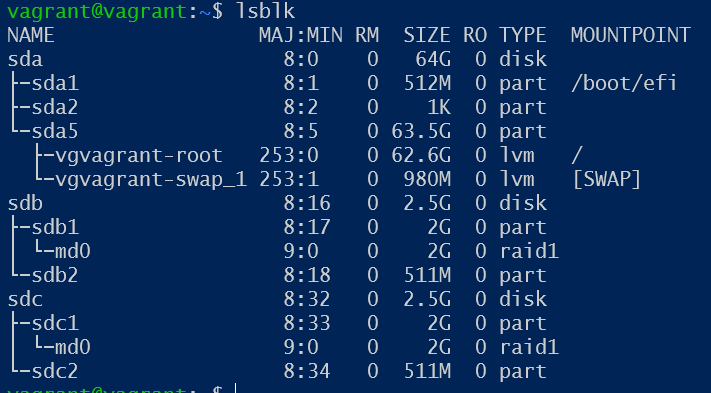 vagrant@vagrant:~$ lsblk
NAME                 MAJ:MIN RM  SIZE RO TYPE  MOUNTPOINT
sda                    8:0    0   64G  0 disk
├─sda1                 8:1    0  512M  0 part  /boot/efi
├─sda2                 8:2    0    1K  0 part
└─sda5                 8:5    0 63.5G  0 part
  ├─vgvagrant-root   253:0    0 62.6G  0 lvm   /
  └─vgvagrant-swap_1 253:1    0  980M  0 lvm   [SWAP]
sdb                    8:16   0  2.5G  0 disk
├─sdb1                 8:17   0    2G  0 part
│ └─md0                9:0    0    2G  0 raid1
└─sdb2                 8:18   0  511M  0 part
sdc                    8:32   0  2.5G  0 disk
├─sdc1                 8:33   0    2G  0 part
│ └─md0                9:0    0    2G  0 raid1
└─sdc2                 8:34   0  511M  0 part
vagrant@vagrant:~$